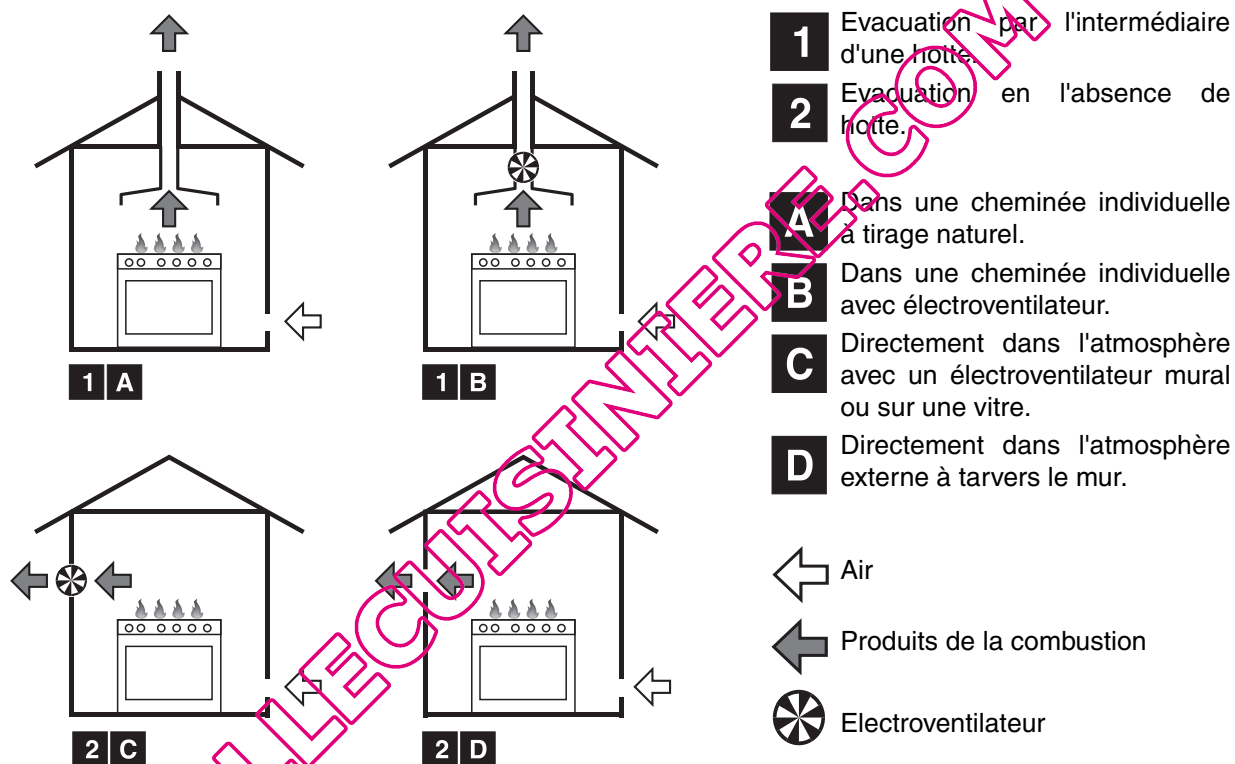 1 Evacuation par l'intermédiaire
d'une hotte.
2 Evacuation en l'absence de
hotte.
A Dans une cheminée individuelle
à tirage naturel.
B Dans une cheminée individuelle
avec électroventilateur.
C Directement dans l'atmosphère
avec un électroventilateur mural
ou sur une vitre.
D Directement dans l'atmosphère
externe à tarvers le mur.
Air
Produits de la combustion
Electroventilateur
1 A
1 B
2 C
2 D
LLECUISINIERE.COM